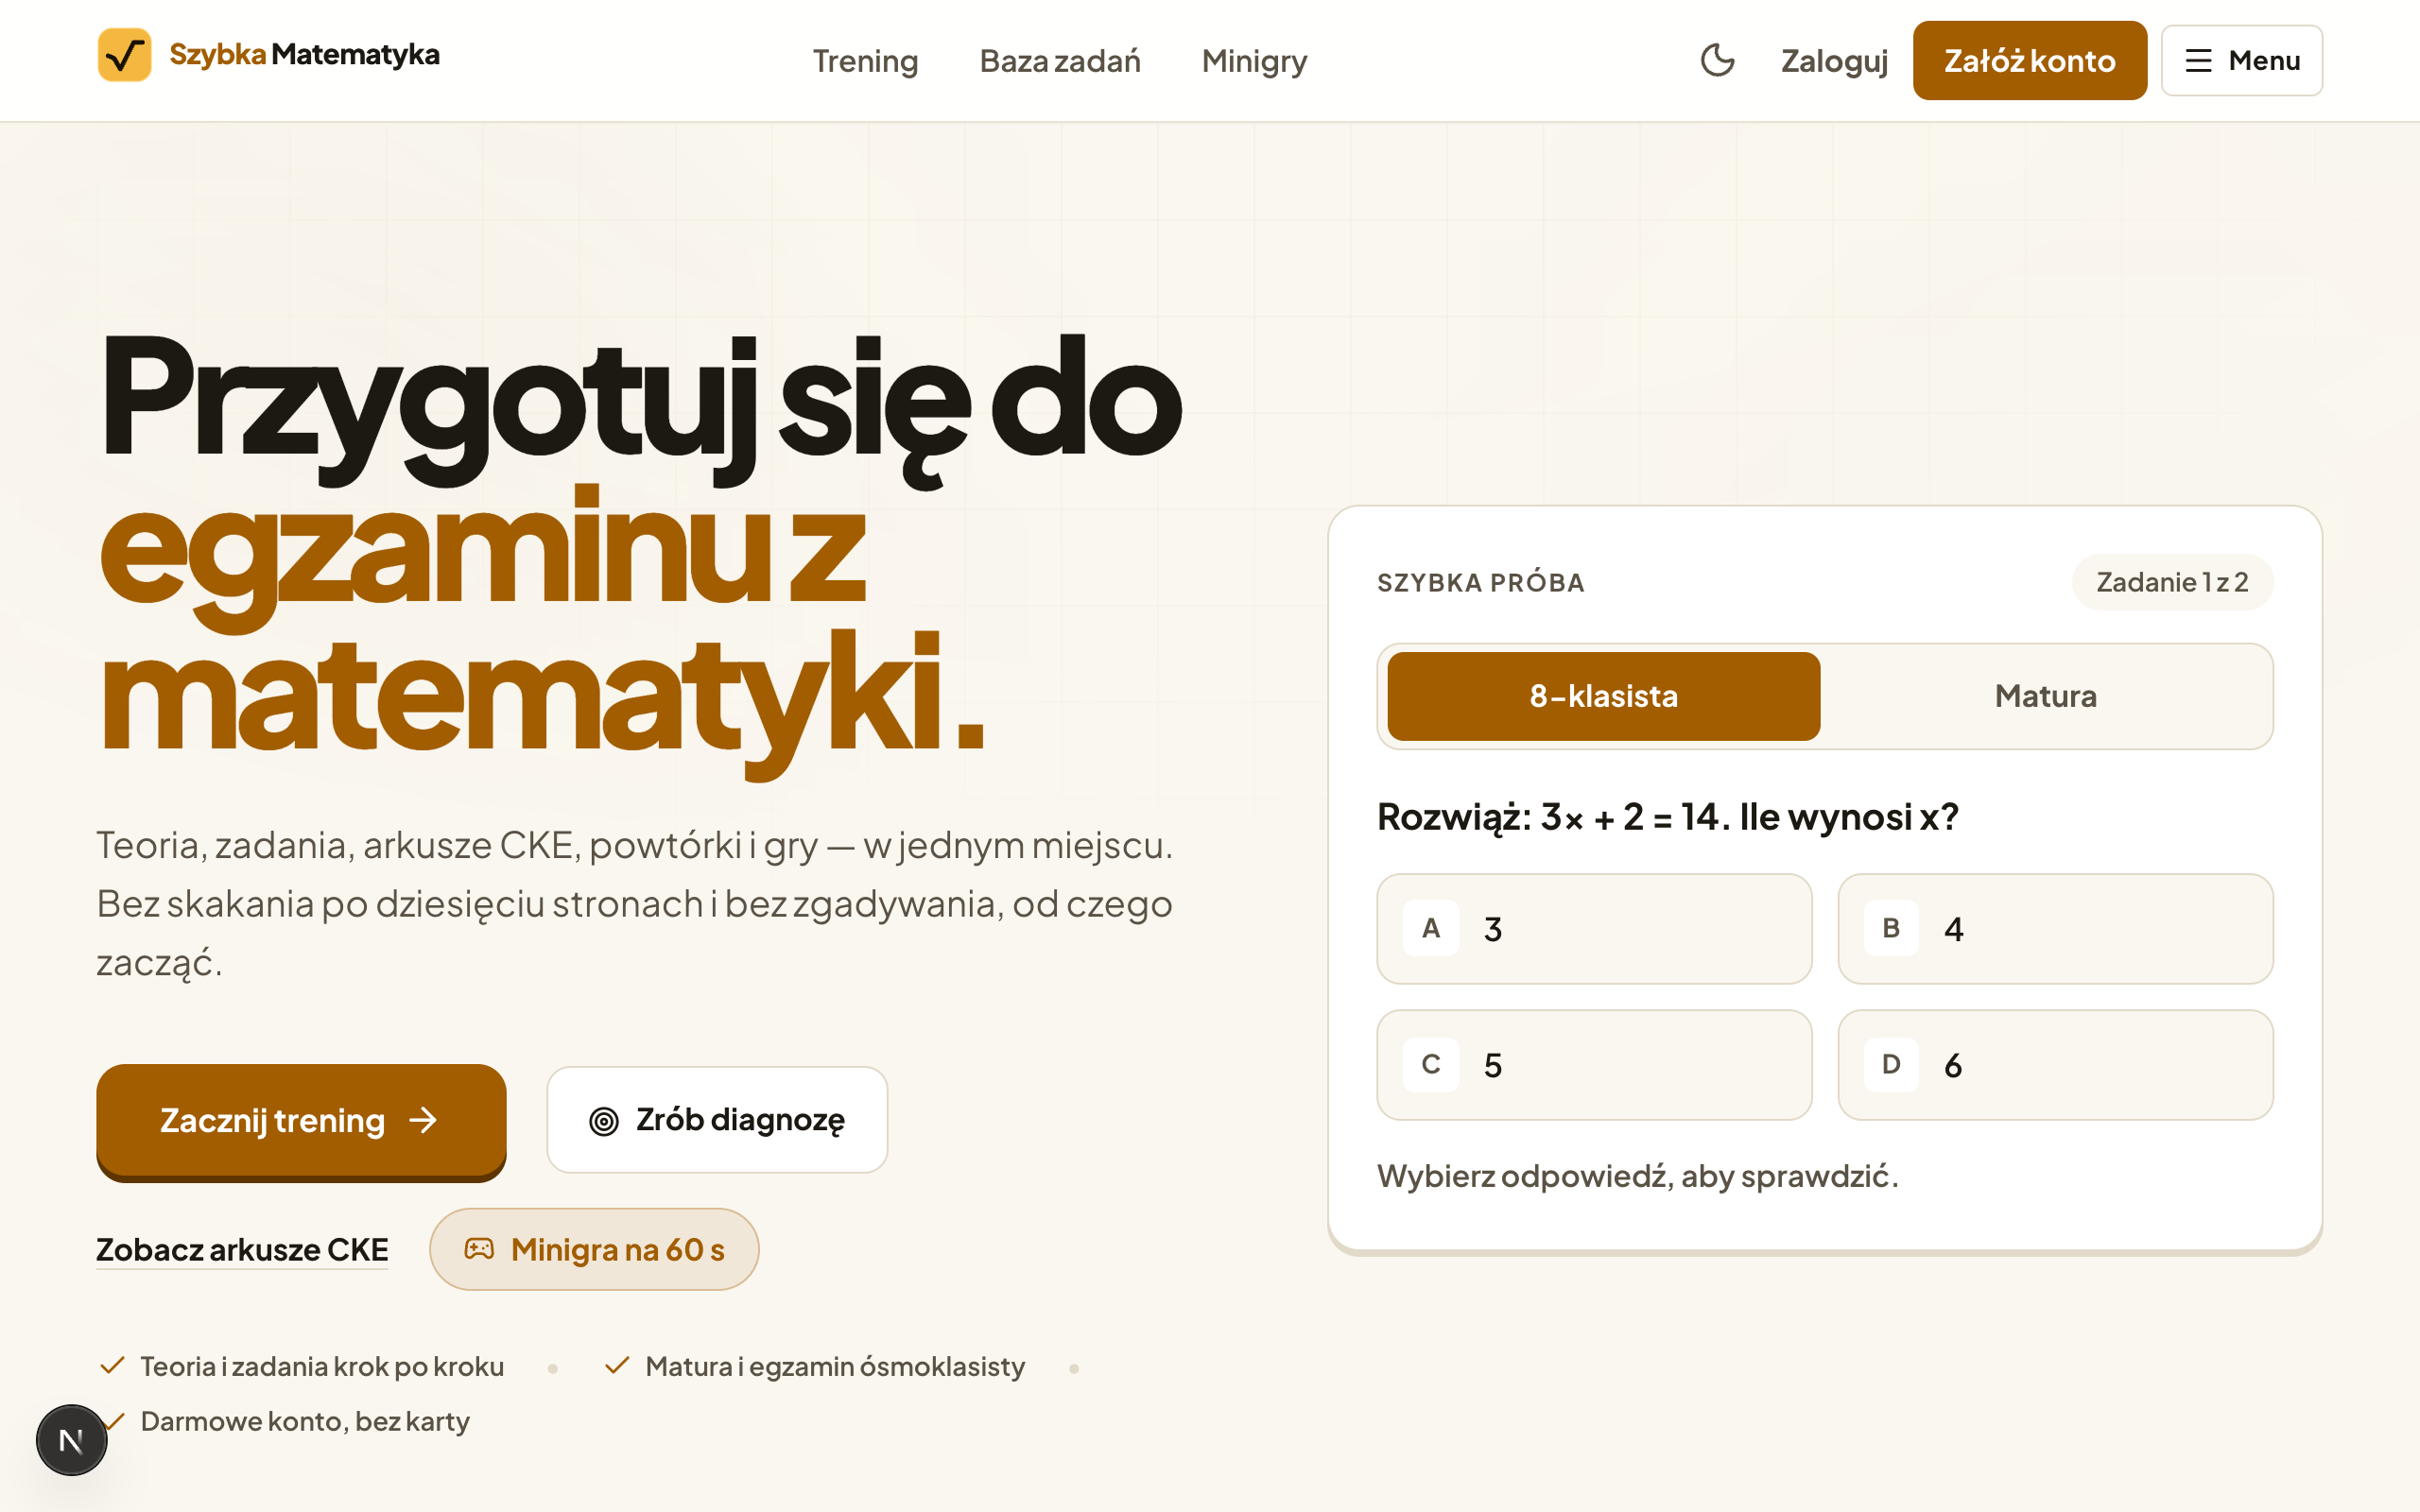 Szybka Matematyka
Trening
Baza zadań
Minigry
Zaloguj
Załóż konto
Menu
Przygotuj się do
egzaminu z
matematyki.
Teoria, zadania, arkusze CKE, powtórki i gry — w jednym miejscu.
Bez skakania po dziesięciu stronach i bez zgadywania, od czego
zacząć.
Zacznij trening
Zrób diagnozę
Zobacz arkusze CKE
Minigra na 60 s
Teoria i zadania krok po kroku
Matura i egzamin ósmoklasisty
Darmowe konto, bez karty
N
SZYBKA PRÓBA
Zadanie 1 z 2
8-klasista
Matura
Rozwiąż: 3× + 2 = 14. Ile wynosi x?
A 3
B 4
C 5
D 6
Wybierz odpowiedź, aby sprawdzić.